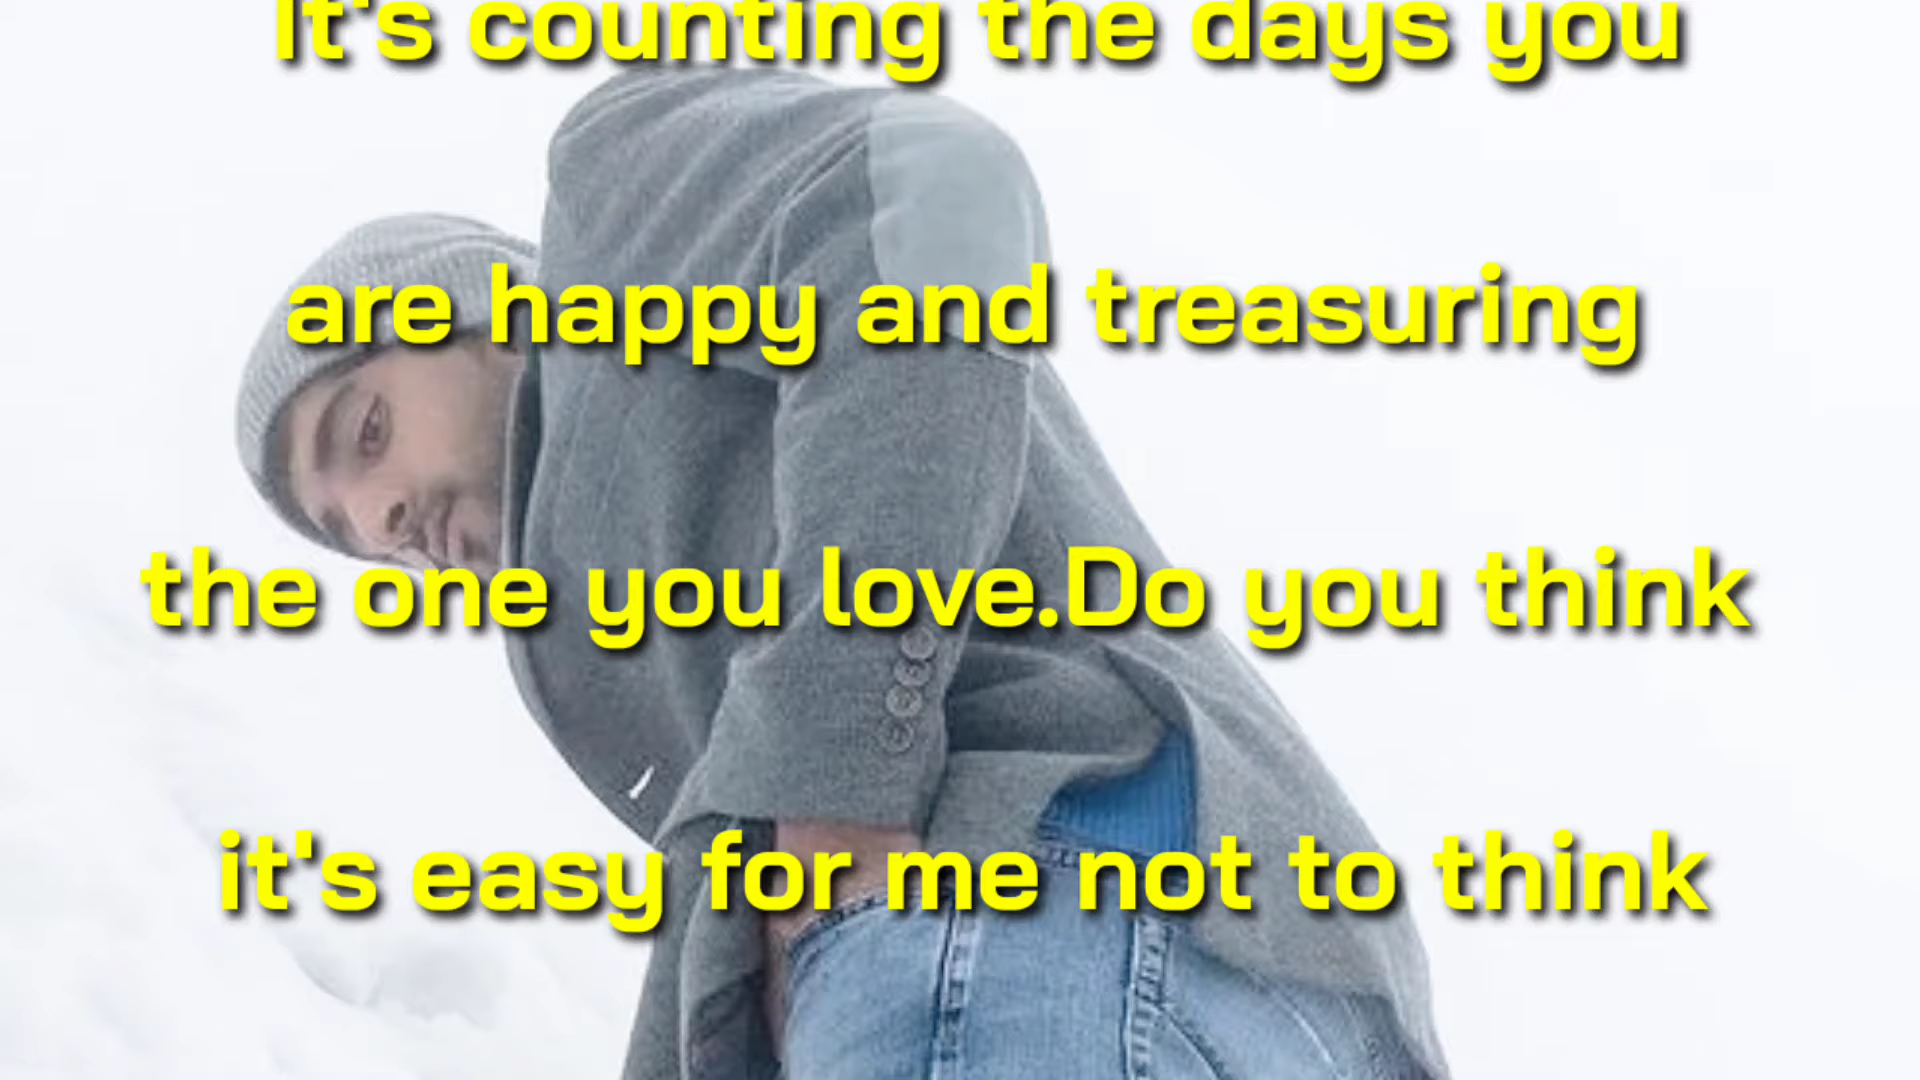 It's counting the days you
are happy and treasuring
the one you love.Do you think
it's easy for me not to think